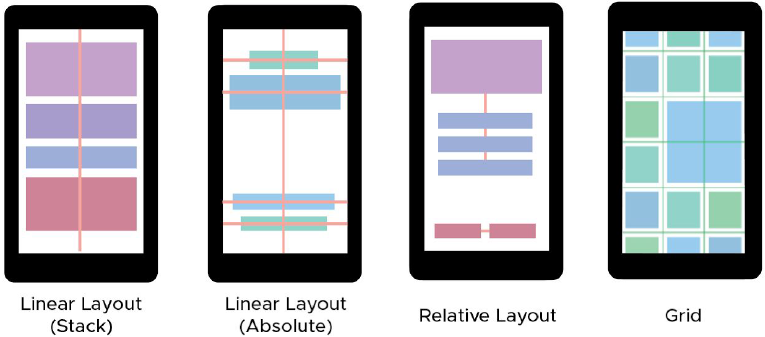 Linear Layout
(Stack)
Linear Layout
(Absolute)
Relative Layout
Grid